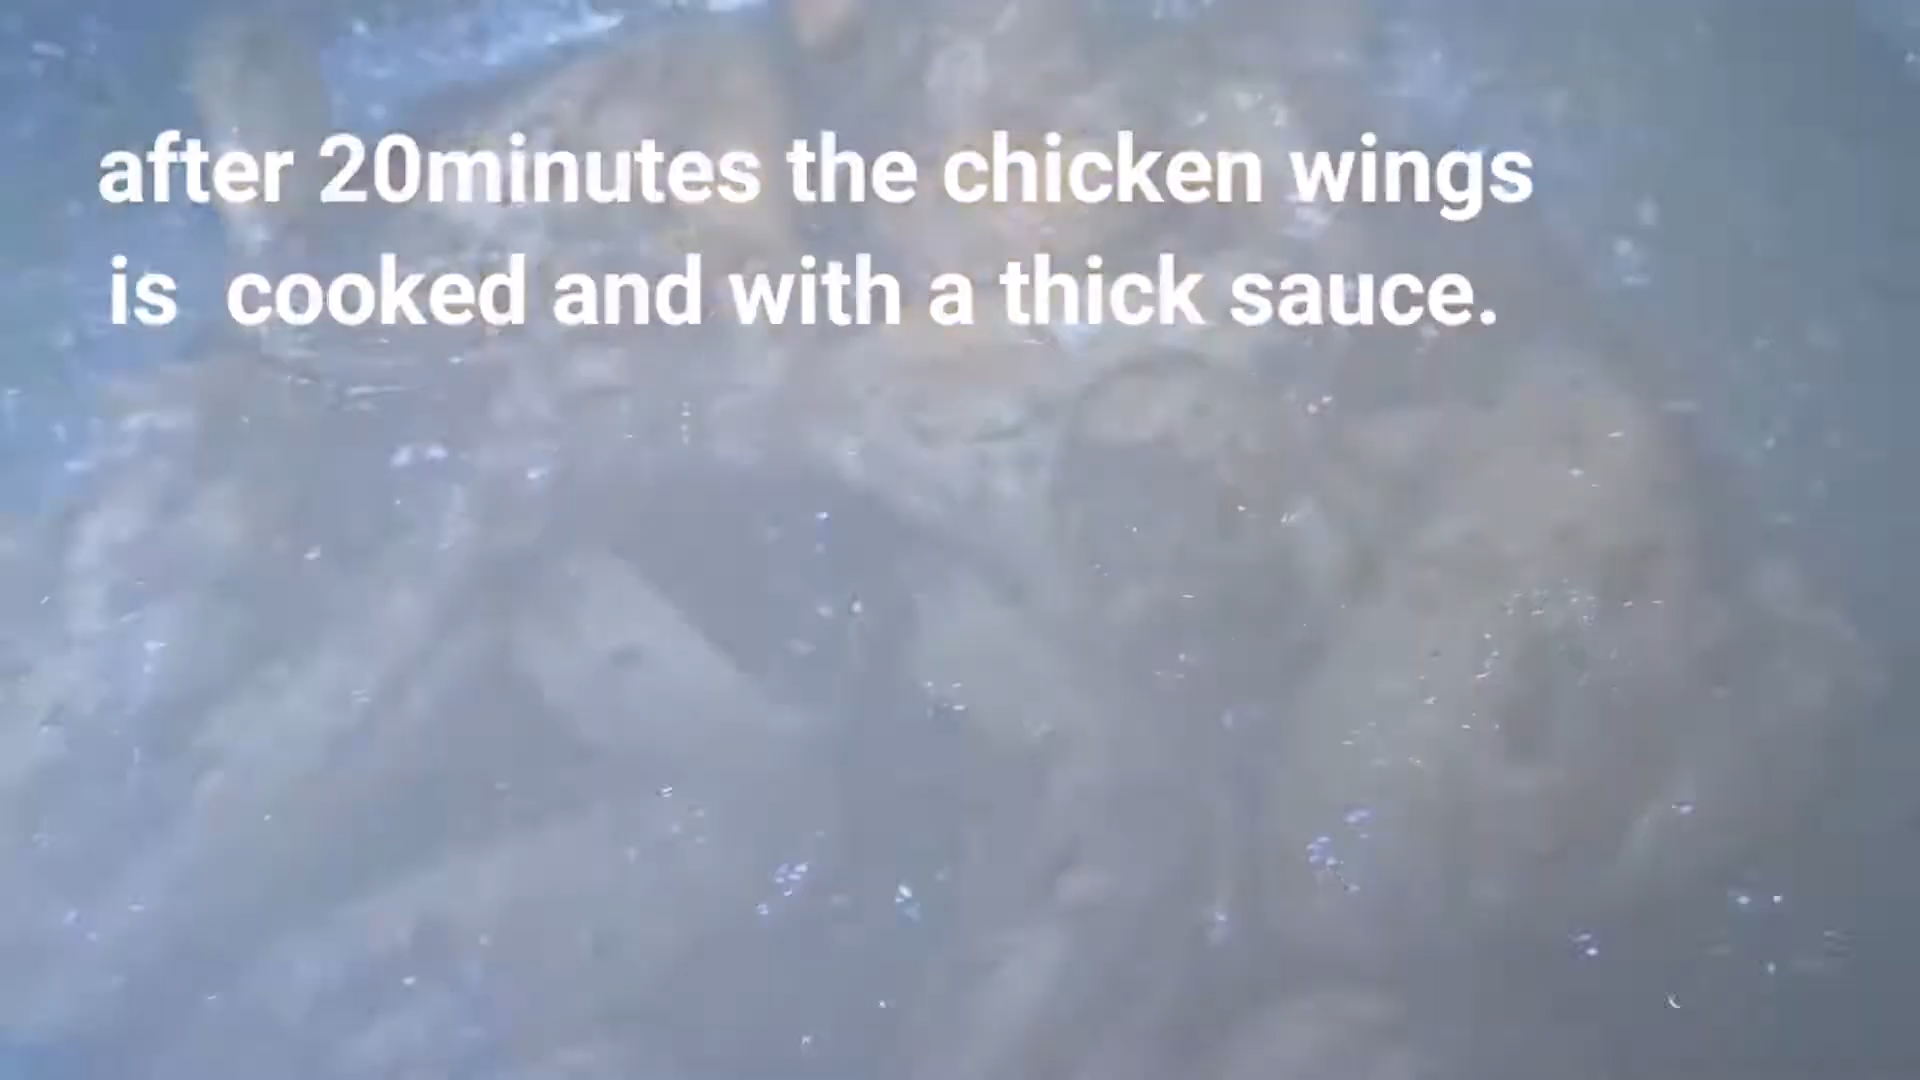 after 20minutes the chicken wings
is  cooked and with a thick sauce.